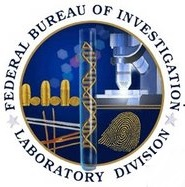 FEDERAL BUREAU OF INVESTIGATION
LABORATORY DIVISION